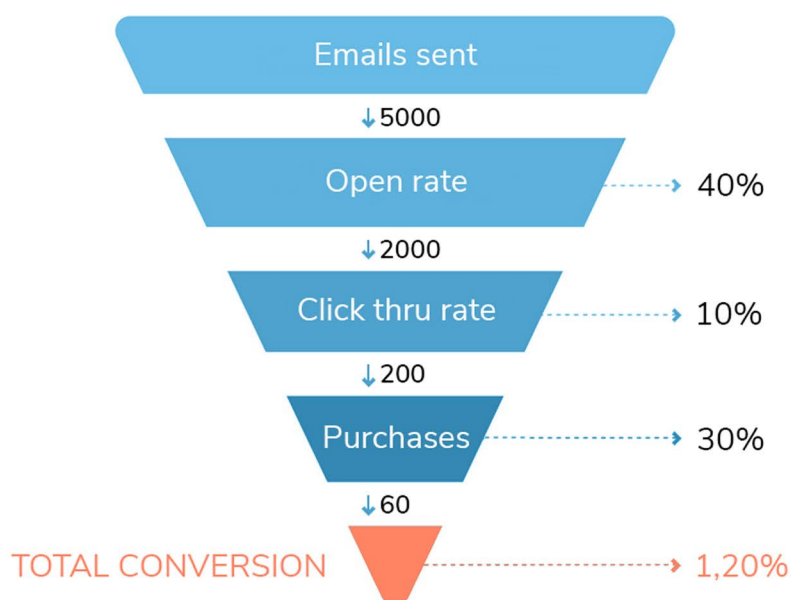 Emails sent
5000
Open rate
40%
2000
Click thru rate
10%
200
Purchases
30%
60
TOTAL CONVERSION
1,20%